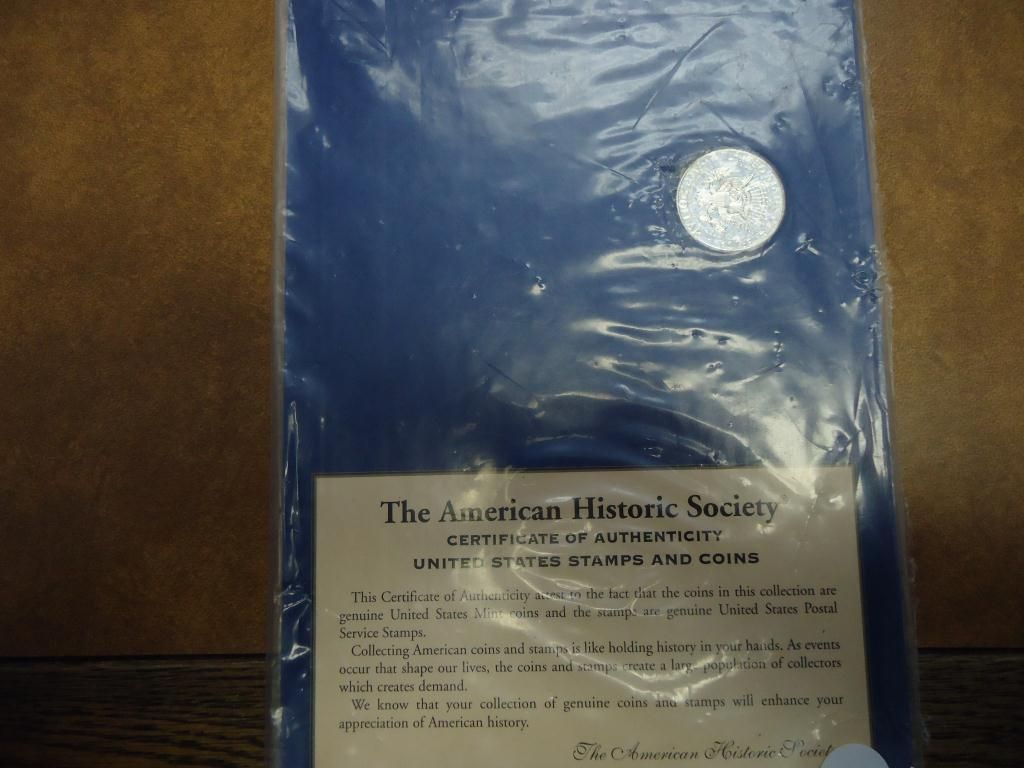 The American Historic Society®
CERTIFICATE OF AUTHENTICITY
UNITED STATES STAMPS AND COINS
This Certificate of Authenticity attest to the fact that the coins in this collection are
genuine United States Mint coins and the stamps are genuine United States Postal
Service Stamps.
Collecting American coins and stamps is like holding history in your hands. As events
occur that shape our lives, the coins and stamps create a large population of collectors
which creates demand.
We know that your collection of genuine coins and stamps will enhance your
appreciation of American history.
The American Historic Societ